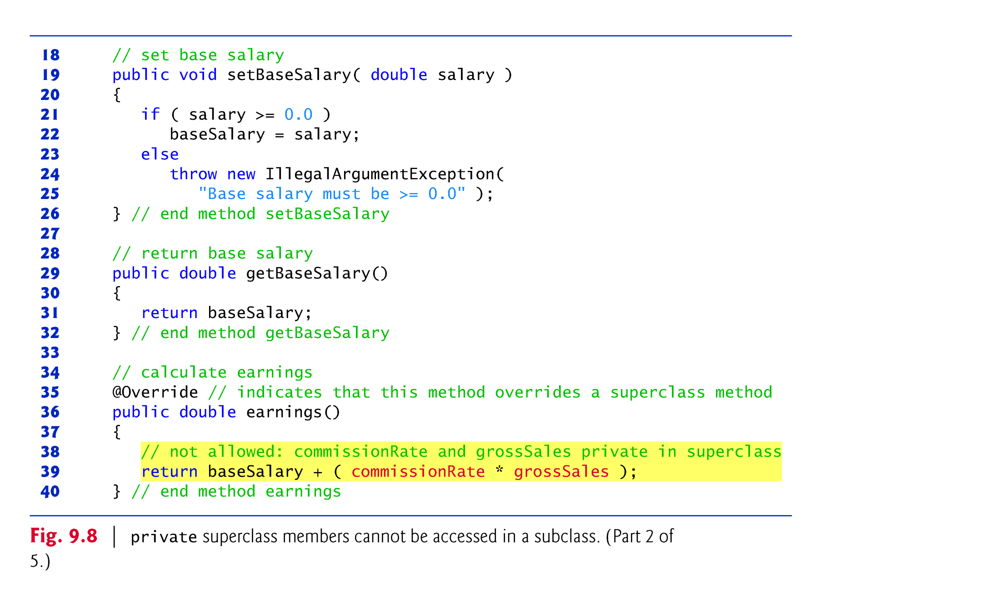 18 // set base salary
19 public void setBaseSalary( double salary )
20 {
21 if ( salary >= 0.0 )
22 baseSalary = salary;
23 else
24 throw new IllegalArgumentException(
25 "Base salary must be >= 0.0" );
26 } // end method setBaseSalary
27
28 // return base salary
29 public double getBaseSalary()
30 {
31 return baseSalary;
32 } // end method getBaseSalary
33
34 // calculate earnings
35 @Override // indicates that this method overrides a superclass method
36 public double earnings()
37 {
38 // not allowed: commissionRate and grossSales private in superclass
39 return baseSalary + ( commissionRate * grossSales );
40 } // end method earnings
Fig. 9.8 | private superclass members cannot be accessed in a subclass. (Part 2 of
5.)